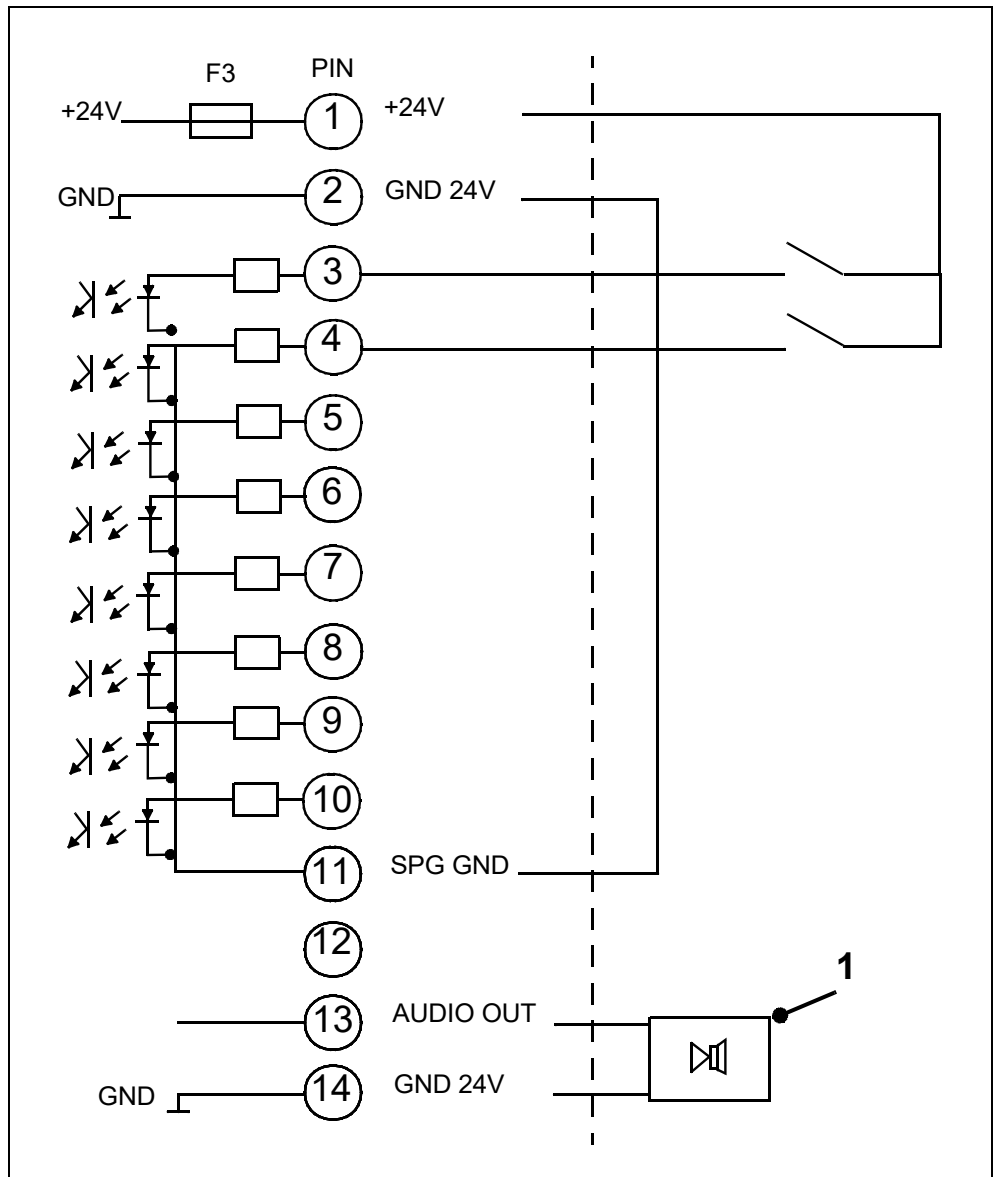 F3 PIN
+24V 1 +24V
GND 2 GND 24V
3
4
5
6
7
8
9
10
11 SPG GND
12
1
13 AUDIO OUT
GND 14 GND 24V